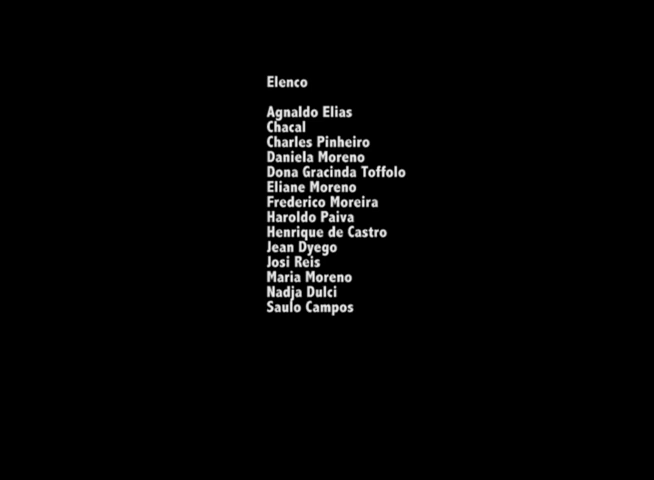 Elenco
Agnaldo Elias
Chacal
Charles Pinheiro
Daniela Moreno
Dona Gracinda Toffolo
Eliane Moreno
Frederico Moreira
Haroldo Paiva
Henrique de Castro
Jean Dyego
Josi Reis
Maria Moreno
Nadja Dulci
Saulo Campos